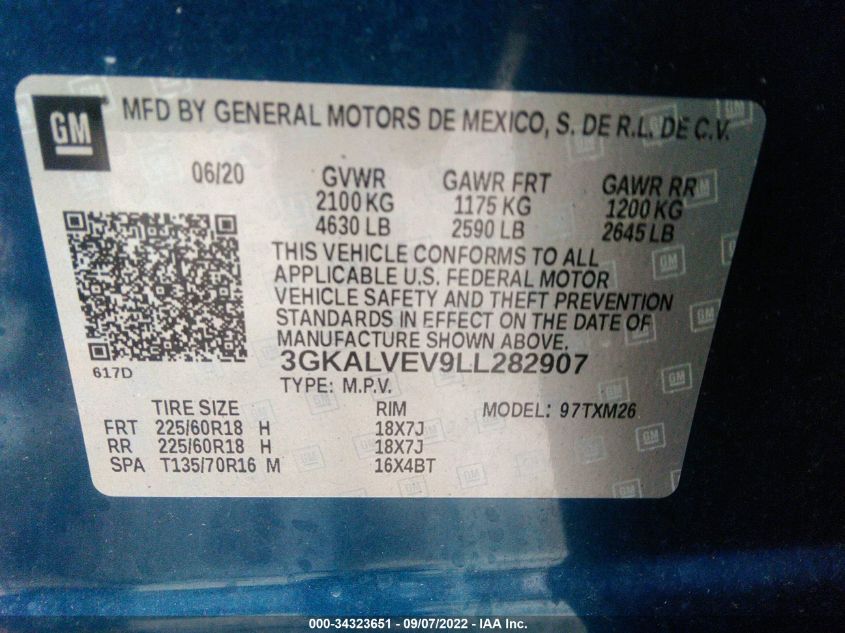 GM
MFD BY GENERAL MOTORS DE MEXICO, S. DE R.L. DE C.V.
06/20 GVWR GAWR FRT GAWR RR
2100 KG 1175 KG 1200 KG
4630 LB 2590 LB 2645 LB
THIS VEHICLE CONFORMS TO ALL
APPLICABLE U.S. FEDERAL MOTOR
VEHICLE SAFETY AND THEFT PREVENTION
STANDARDS IN EFFECT ON THE DATE OF
MANUFACTURE SHOWN ABOVE.
3GKALVEV9LL282907
617D
TYPE: M.P.V.
TIRE SIZE RIM MODEL: 97TXM26
FRT 225/60R18 H 18X7J
RR 225/60R18 H 18X7J
SPA T135/70R16 M 16X4BT
000-34323651 - 09/07/2022 - IAA Inc.